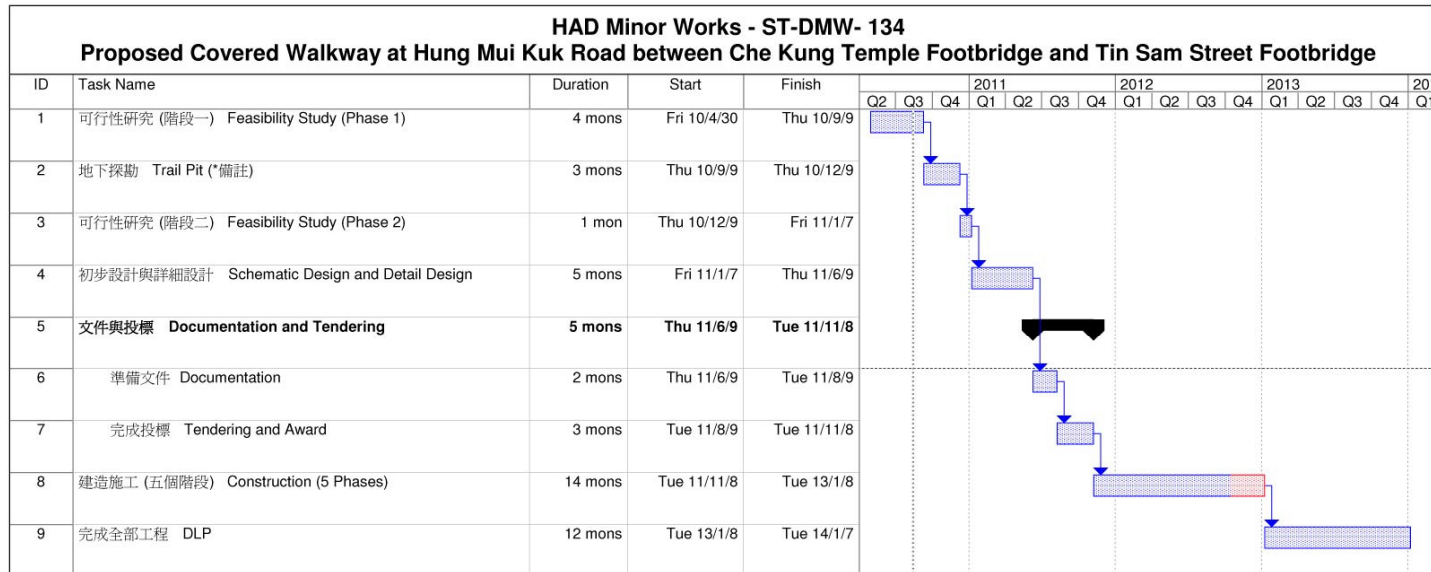 HAD Minor Works - ST-DMW- 134
Proposed Covered Walkway at Hung Mui Kuk Road between Che Kung Temple Footbridge and Tin Sam Street Footbridge
ID Task Name Duration Start Finish 2011 2012 2013 20
Q2 Q3 Q4 Q1 Q2 Q3 Q4 Q1 Q2 Q3 Q4 Q1 Q2 Q3 Q4 Q1
1 可行性研究 (階段一) Feasibility Study (Phase 1) 4 mons Fri 10/4/30 Thu 10/9/9
2 地下探勘 Trail Pit (*備註) 3 mons Thu 10/9/9 Thu 10/12/9
3 可行性研究 (階段二) Feasibility Study (Phase 2) 1 mon Thu 10/12/9 Fri 11/1/7
4 初步設計與詳細設計 Schematic Design and Detail Design 5 mons Fri 11/1/7 Thu 11/6/9
5 文件與投標 Documentation and Tendering 5 mons Thu 11/6/9 Tue 11/11/8
6 準備文件 Documentation 2 mons Thu 11/6/9 Tue 11/8/9
7 完成投標 Tendering and Award 3 mons Tue 11/8/9 Tue 11/11/8
8 建造施工 (五個階段) Construction (5 Phases) 14 mons Tue 11/11/8 Tue 13/1/8
9 完成全部工程 DLP 12 mons Tue 13/1/8 Tue 14/1/7